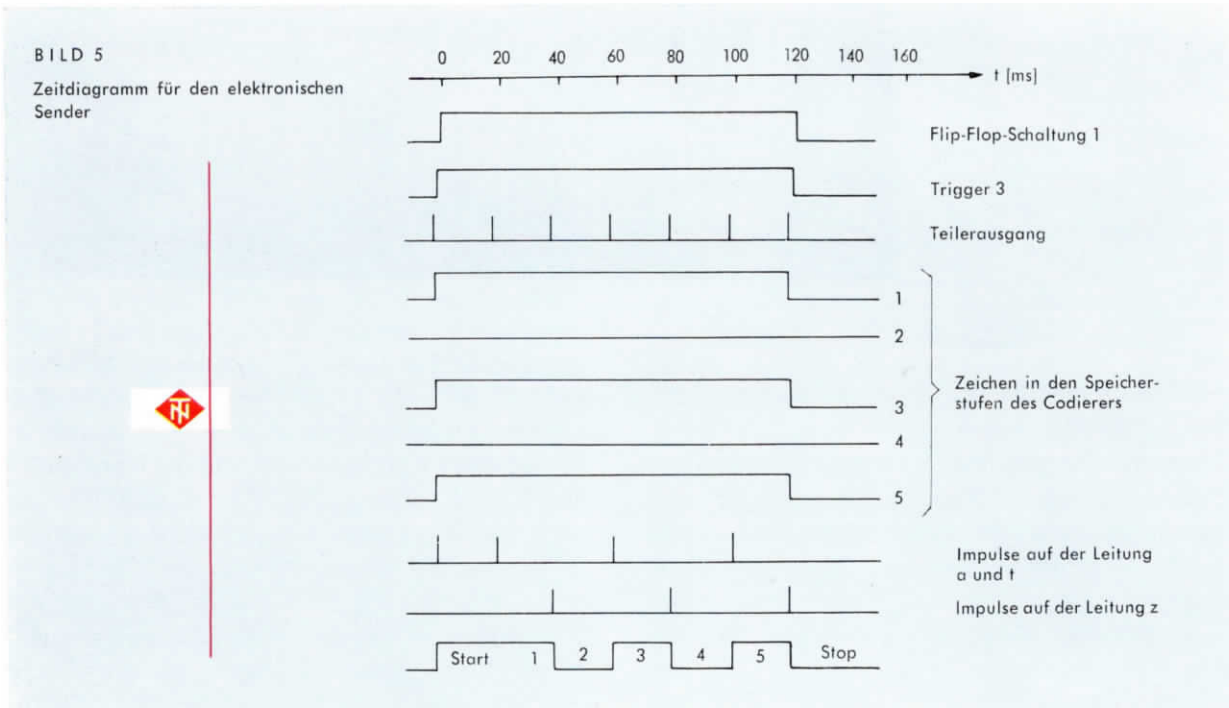 BILD 5
Zeitdiagramm für den elektronischen
Sender
0 20 40 60 80 100 120 140 160
t [ms]
Flip-Flop-Schaltung 1
Trigger 3
Teilerausgang
1
2
3
4
5
Zeichen in den Speicher-
stufen des Codierers
Impulse auf der Leitung
a und t
Impulse auf der Leitung z
Start 1 2 3 4 5 Stop